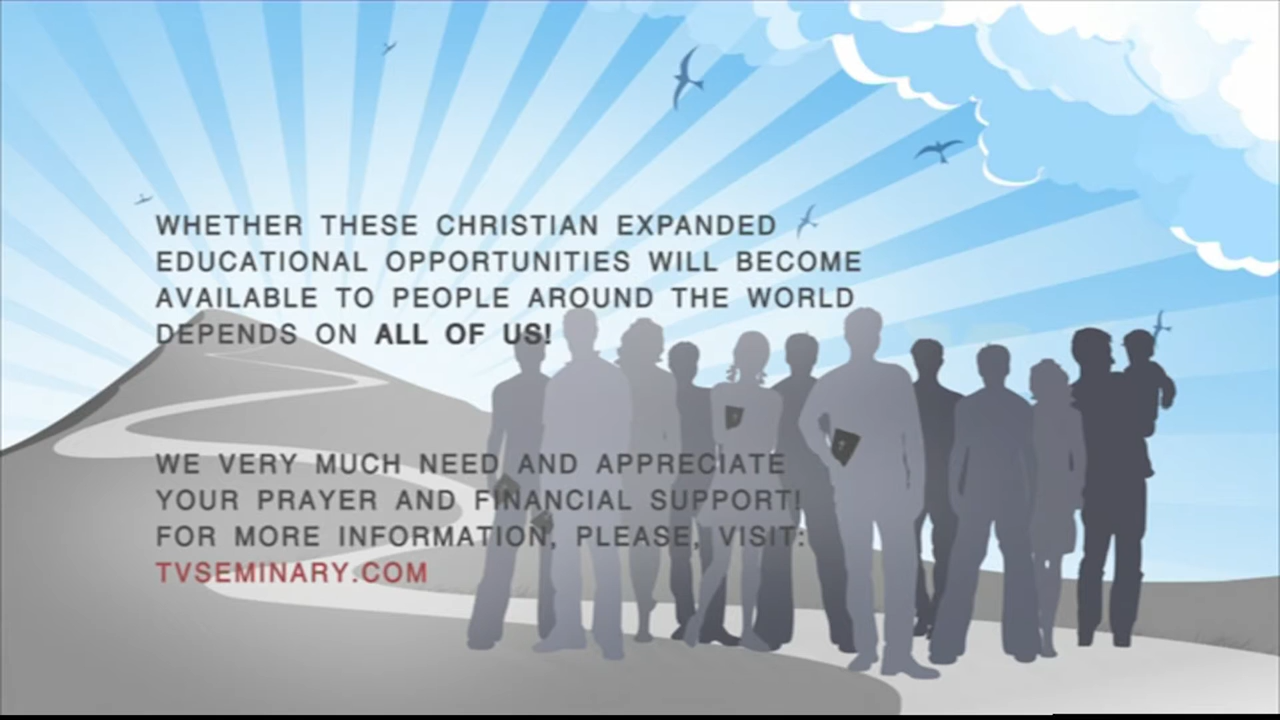 WHETHER THESE CHRISTIAN EXPANDED
EDUCATIONAL OPPORTUNITIES WILL BECOME
AVAILABLE TO PEOPLE AROUND THE WORLD
DEPENDS ON ALL OF US!
WE VERY MUCH NEED AND APPRECIATE
YOUR PRAYER AND FINANCIAL SUPPORT!
FOR MORE INFORMATION, PLEASE, VISIT:
TVSEMINARY.COM